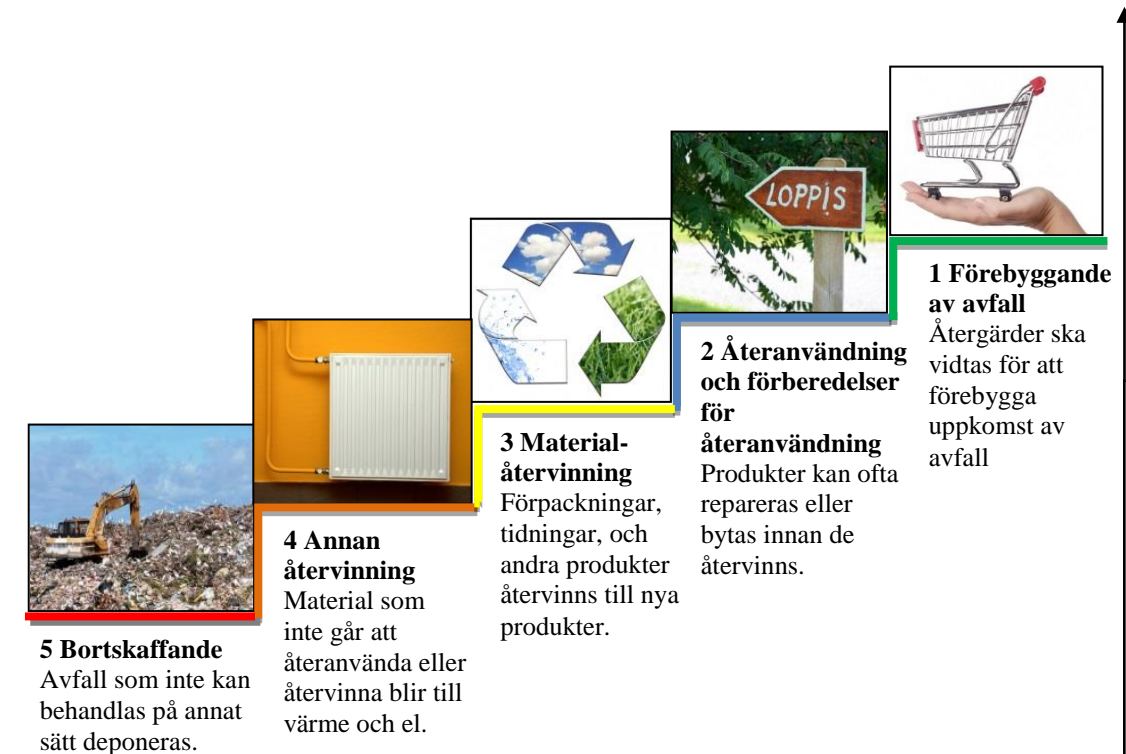 LOPPIS
1 Förebyggande
av avfall
Återgärder ska
vidtas för att
förebygga
uppkomst av
avfall
2 Återanvändning
och förberedelser
för
återanvändning
Produkter kan ofta
repareras eller
bytas innan de
återvinns.
3 Material-
återvinning
Förpackningar,
tidningar, och
andra produkter
återvinns till nya
produkter.
4 Annan
återvinning
Material som
inte går att
återanvända eller
återvinna blir till
värme och el.
5 Bortskaffande
Avfall som inte kan
behandlas på annat
sätt deponeras.